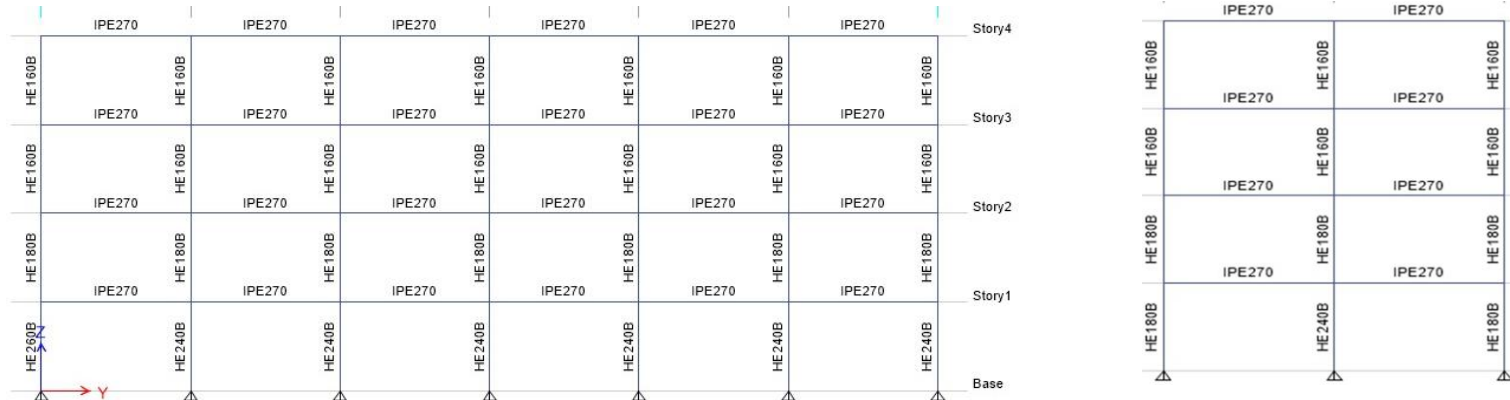 IPE270 IPE270 IPE270 IPE270 IPE270 IPE270 Story4
HE160B HE160B HE160B HE160B HE160B HE160B HE160B
IPE270 IPE270 IPE270 IPE270 IPE270 IPE270 Story3
HE160B HE160B HE160B HE160B HE160B HE160B HE160B
IPE270 IPE270 IPE270 IPE270 IPE270 IPE270 Story2
HE180B HE180B HE180B HE180B HE180B HE180B HE180B
IPE270 IPE270 IPE270 IPE270 IPE270 IPE270 Story1
HE260B Z HE240B HE240B HE240B HE240B HE240B HE240B
Y Base
IPE270 IPE270
HE160B HE160B HE160B
IPE270 IPE270
HE160B HE160B HE160B
IPE270 IPE270
HE180B HE180B HE180B
IPE270 IPE270
HE180B HE240B HE180B